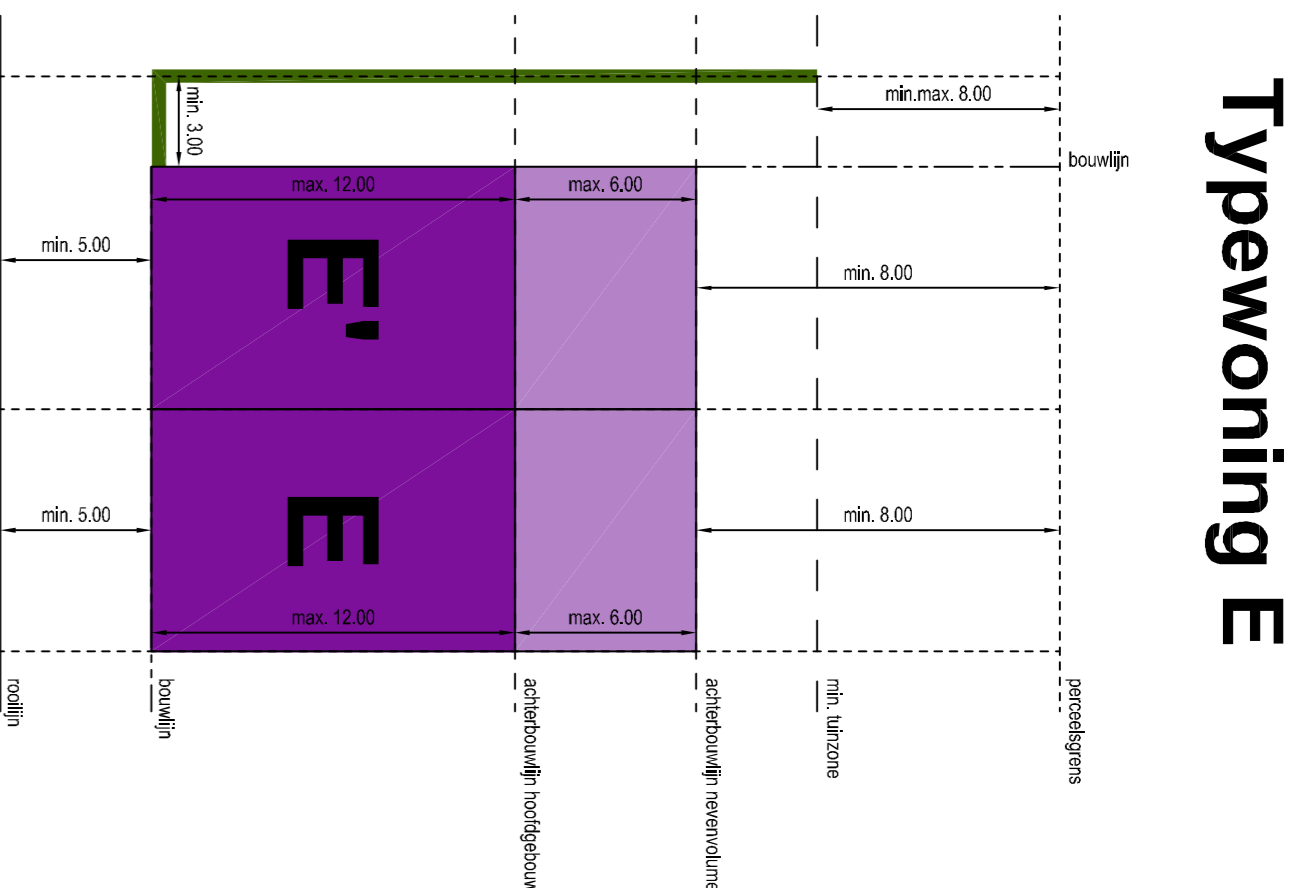 Typewoning E
min.max. 8.00
min. 3.00
bouwlijn
max. 12.00
max. 6.00
min. 5.00
min. 8.00
E'
E
min. 5.00
min. 8.00
max. 12.00
max. 6.00
rooilijn
bouwlijn
achterbouwlijn hoofdgebouw
achterbouwlijn nevenvolume
min. tuinzone
perceelsgrens